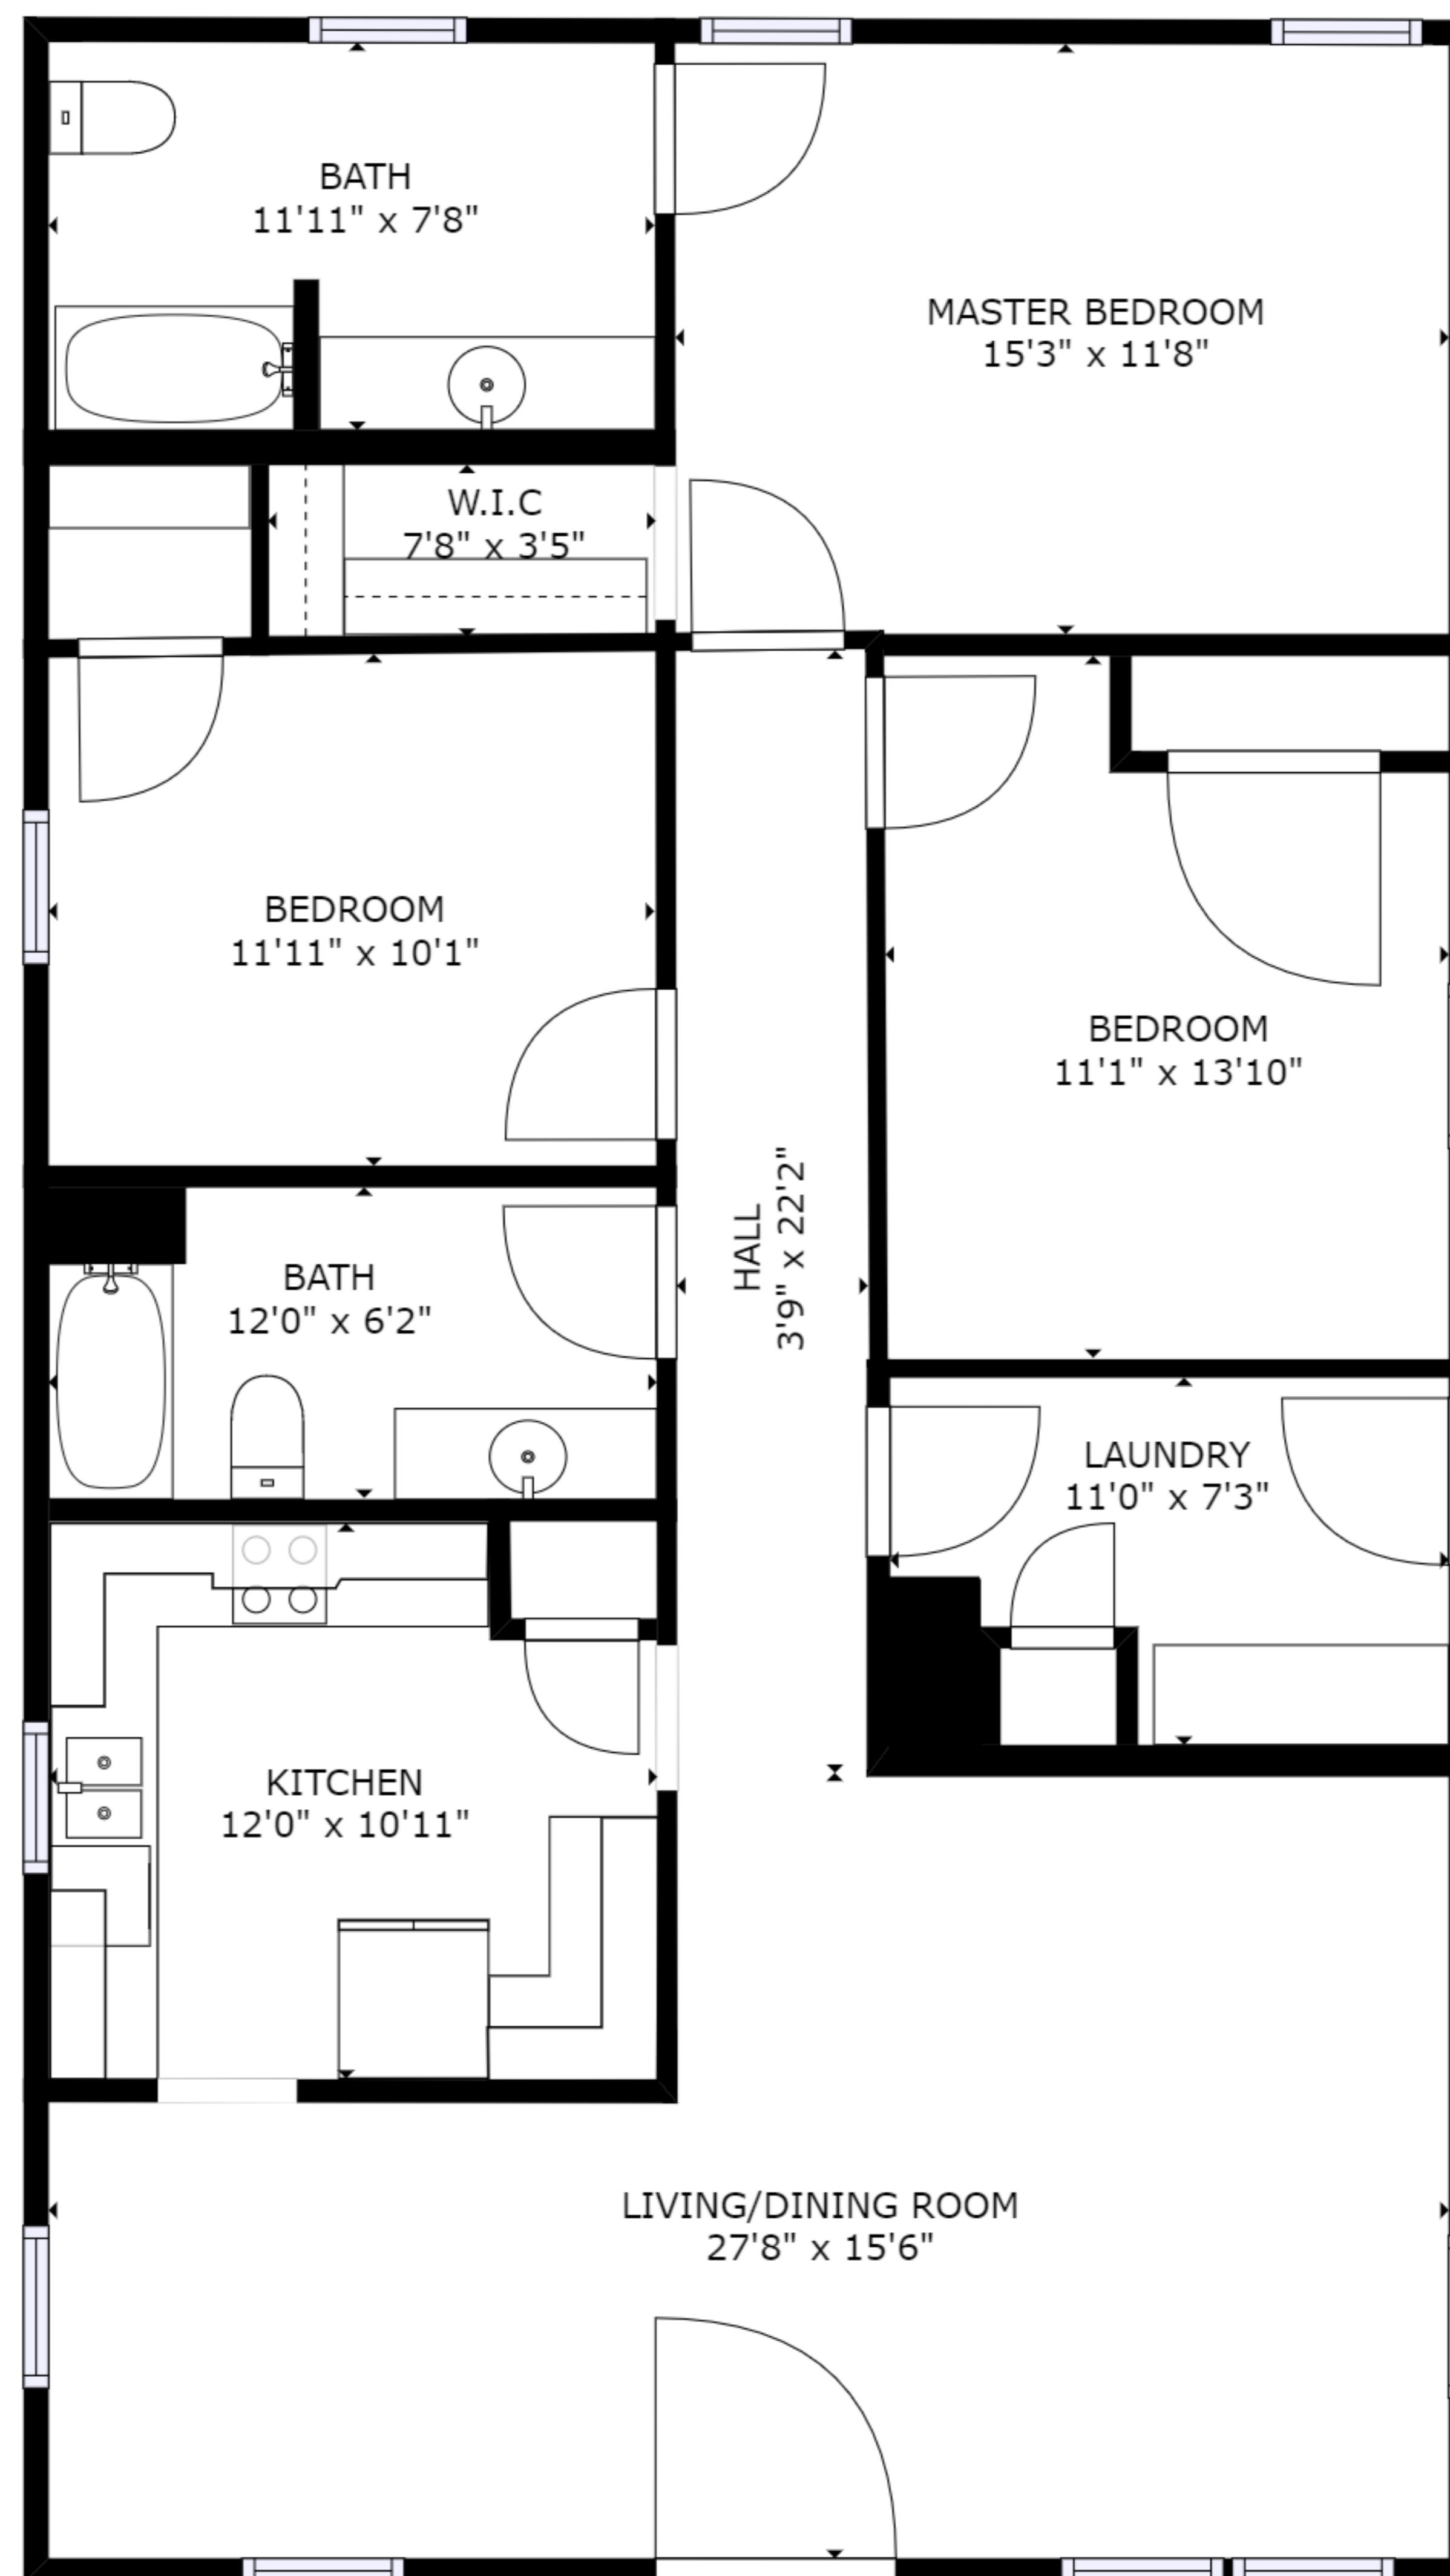 BATH
11'11" x 7'8"
MASTER BEDROOM
15'3" x 11'8"
W.I.C
7'8" x 3'5"
BEDROOM
11'11" x 10'1"
BEDROOM
11'1" x 13'10"
HALL
3'9" x 22'2"
BATH
12'0" x 6'2"
LAUNDRY
11'0" x 7'3"
KITCHEN
12'0" x 10'11"
LIVING/DINING ROOM
27'8" x 15'6"